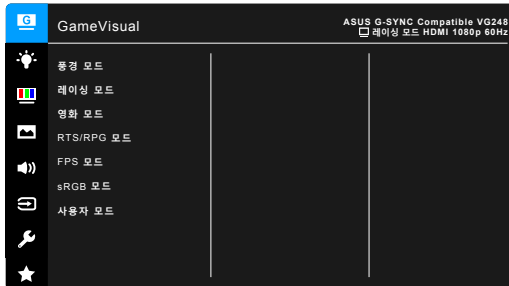 G
GameVisual
ASUS G-SYNC Compatible VG248
레이싱 모드 HDMI 1080p 60Hz
풍경 모드
레이싱 모드
영화 모드
RTS/RPG 모드
FPS 모드
sRGB 모드
사용자 모드